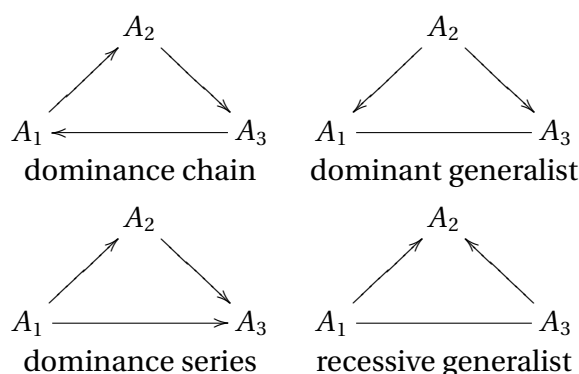 A₂ A₂
A₁ A₃ A₁ A₃
dominance chain dominant generalist
A₂ A₂
A₁ A₃ A₁ A₃
dominance series recessive generalist